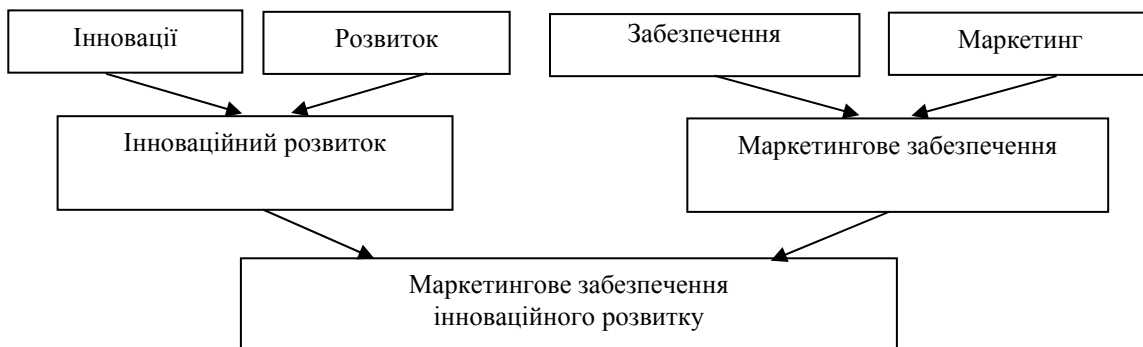 Інновації
Розвиток
Забезпечення
Маркетинг
Інноваційний розвиток
Маркетингове забезпечення
Маркетингове забезпечення
інноваційного розвитку